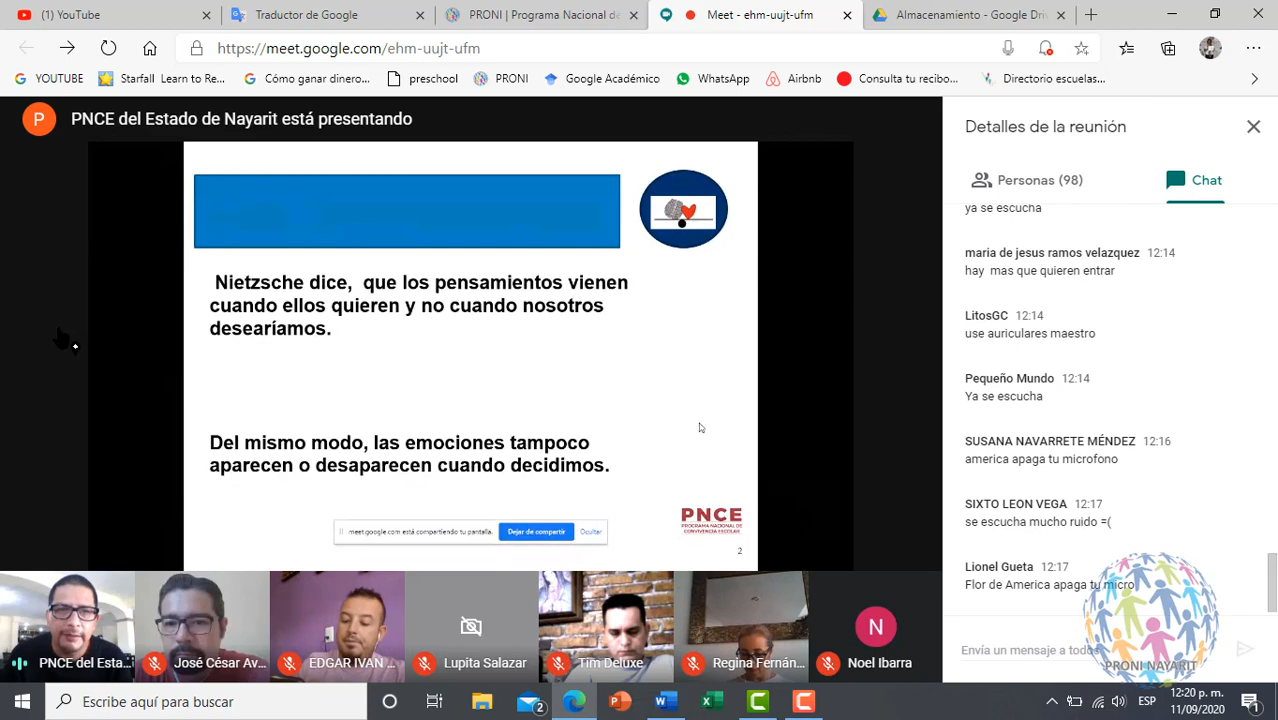 (1) YouTube
Traductor de Google
PRONI | Programa Nacional de
Meet - ehm-uujt-ufm
Almacenamiento - Google Dri
https://meet.google.com/ehm-uujt-ufm
YOUTUBE
Starfall Learn to Re...
Cómo ganar dinero...
preschool
PRONI
Google Académico
WhatsApp
Airbnb
Consulta tu recibo...
Directorio escuelas...
P
PNCE del Estado de Nayarit está presentando
Nietzsche dice, que los pensamientos vienen
cuando ellos quieren y no cuando nosotros
desearíamos.
Del mismo modo, las emociones tampoco
aparecen o desaparecen cuando decidimos.
PNCE
PROGRAMA NACIONAL DE
CONVIVENCIA ESCOLAR
meet.google.com está compartiendo tu pantalla.
Dejar de compartir
Ocultar
2
Detalles de la reunión
Personas (98)
Chat
ya se escucha
maria de jesus ramos velazquez 12:14
hay mas que quieren entrar
LitosGC 12:14
use auriculares maestro
Pequeño Mundo 12:14
Ya se escucha
SUSANA NAVARRETE MÉNDEZ 12:16
america apaga tu microfono
SIXTO LEON VEGA 12:17
se escucha mucho ruido =(
Lionel Gueta 12:17
Flor de America apaga tu micro
Envía un mensaje a todos
PRONI NAYARIT
PNCE del Esta...
José César Av...
EDGAR IVAN ...
Lupita Salazar
Tim Deluxe
Regina Fernán...
N
Noel Ibarra
Escribe aquí para buscar
2
ESP
12:20 p. m.
11/09/2020
1